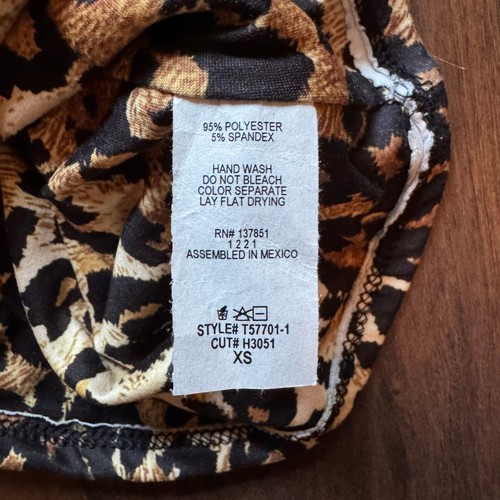 95% POLYESTER
5% SPANDEX
HAND WASH
DO NOT BLEACH
COLOR SEPARATE
LAY FLAT DRYING
RN# 137851
1 2 2 1
ASSEMBLED IN MEXICO
STYLE# T57701-1
CUT# H3051
XS